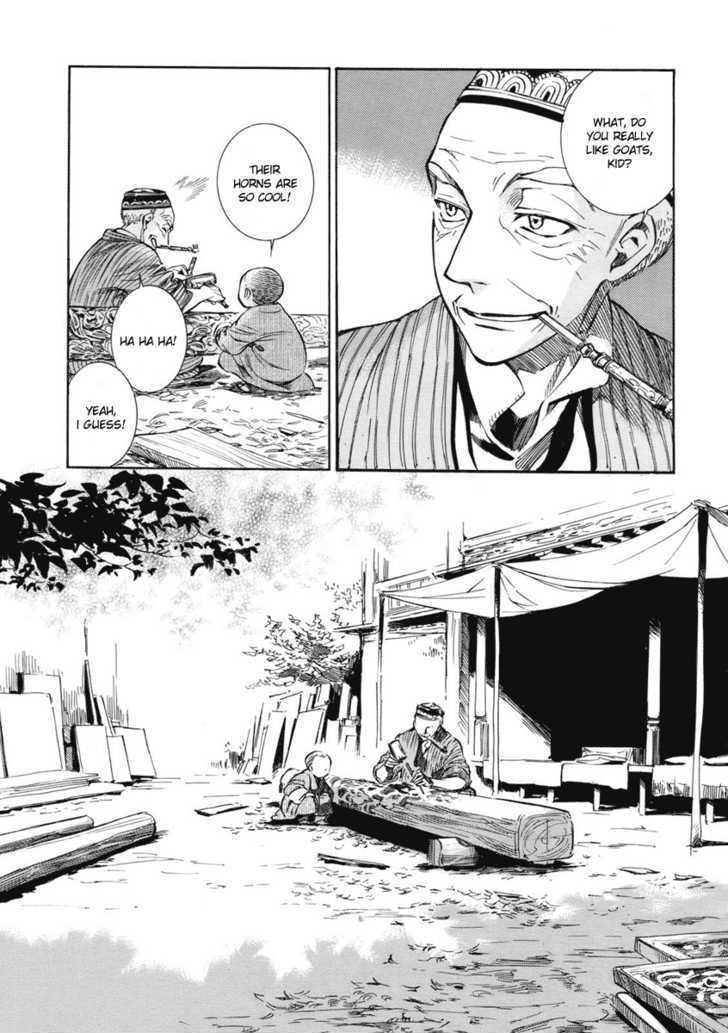 WHAT, DO
YOU REALLY
LIKE GOATS,
KID?
THEIR
HORNS ARE
SO COOL!
HA HA HA!
YEAH,
I GUESS!